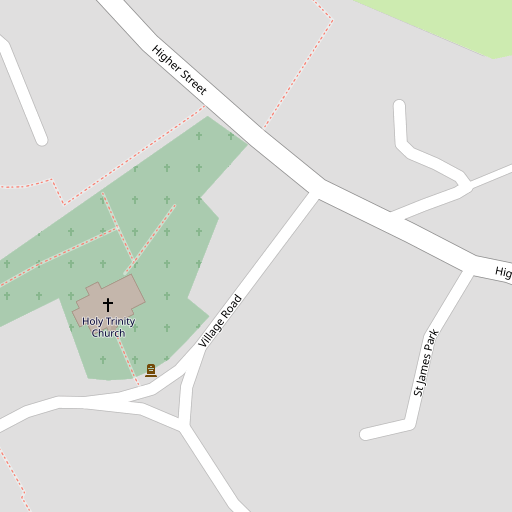 Higher Street
Hig
Village Road
Holy Trinity
Church
St James Park